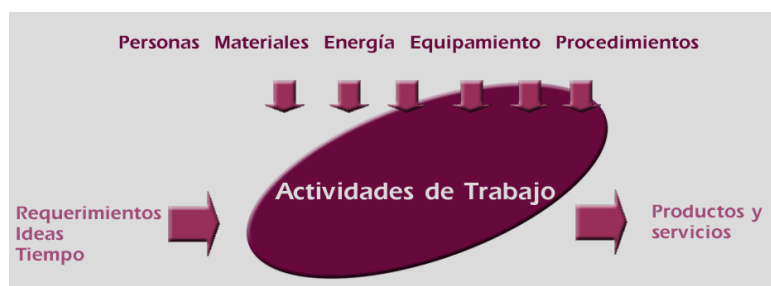 Personas Materiales Energía Equipamiento Procedimientos
Actividades de Trabajo
Requerimientos
Ideas
Tiempo
Productos y
servicios